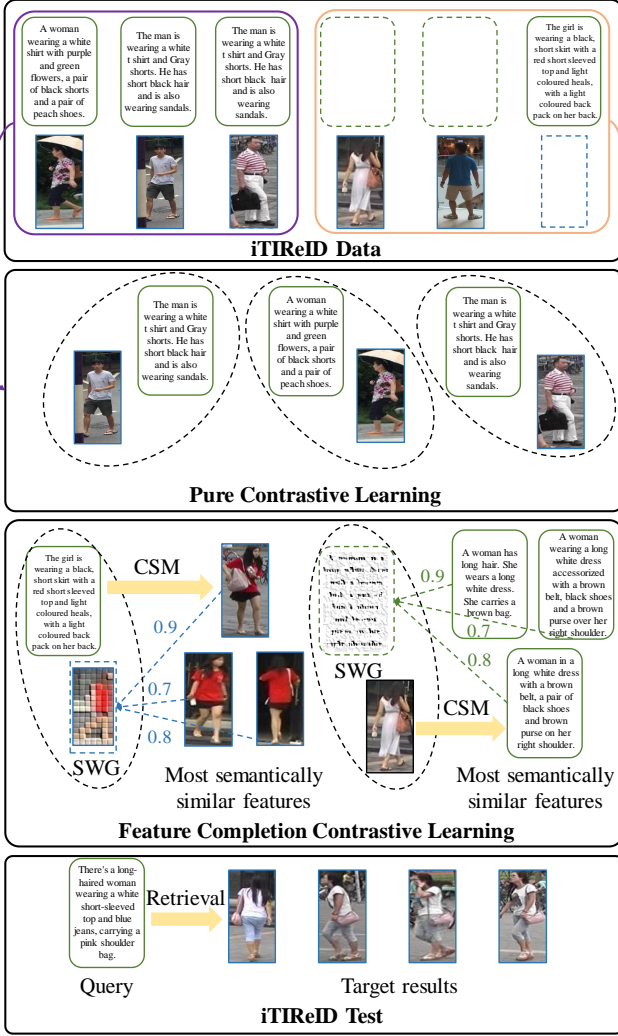 A woman
wearing a white
shirt with purple
and green
flowers, a pair
of black shorts
and a pair of
peach shoes.
The man is
wearing a white
t shirt and Gray
shorts. He has
short black hair
and is also
wearing sandals.
The man is
wearing a white
t shirt and Gray
shorts. He has
short black hair
and is also
wearing
sandals.
The girl is
wearing a black,
short skirt with a
red short sleeved
top and light
coloured heals,
with a light
coloured back
pack on her back.
iTIReID Data
The man is
wearing a white
t shirt and Gray
shorts. He has
short black hair
and is also
wearing sandals.
A woman
wearing a white
shirt with purple
and green
flowers, a pair
of black shorts
and a pair of
peach shoes.
The man is
wearing a white
t shirt and Gray
shorts. He has
short black hair
and is also
wearing
sandals.
Pure Contrastive Learning
The girl is
wearing a black,
short skirt with a
red short sleeved
top and light
coloured heals,
with a light
coloured back
pack on her back.
CSM
0.9
0.7
0.8
SWG
Most semantically
similar features
SWG
0.9
0.7
0.8
A woman has
long hair. She
wears a long
white dress.
She carries a
brown bag.
A woman
wearing a long
white dress
accessorized
with a brown
belt, black shoes
and a brown
purse over her
right shoulder.
CSM
A woman in a
long white dress
with a brown
belt, a pair of
black shoes
and brown
purse on her
right shoulder.
Most semantically
similar features
Feature Completion Contrastive Learning
There's a long-
haired woman
wearing a white
short-sleeved
top and blue
jeans, carrying a
pink shoulder
bag.
Retrieval
Query
Target results
iTIReID Test